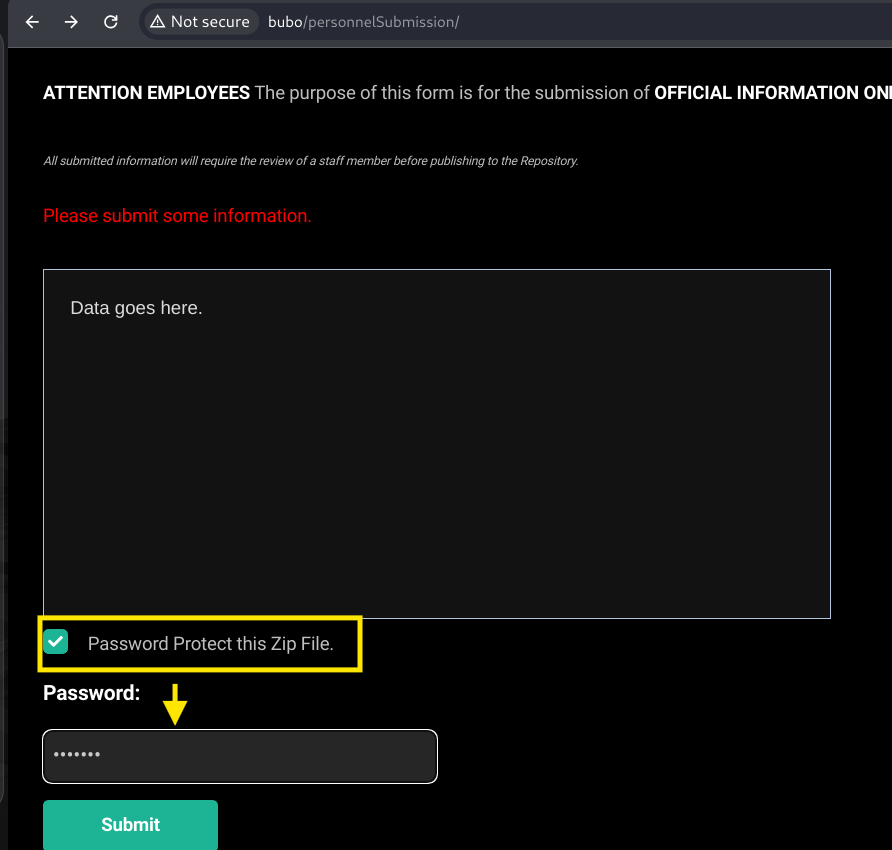 Not secure bubo/personnelSubmission/
ATTENTION EMPLOYEES The purpose of this form is for the submission of OFFICIAL INFORMATION
All submitted information will require the review of a staff member before publishing to the Repository.
Please submit some information.
Data goes here.
Password Protect this Zip File.
Password:
•••••••
Submit